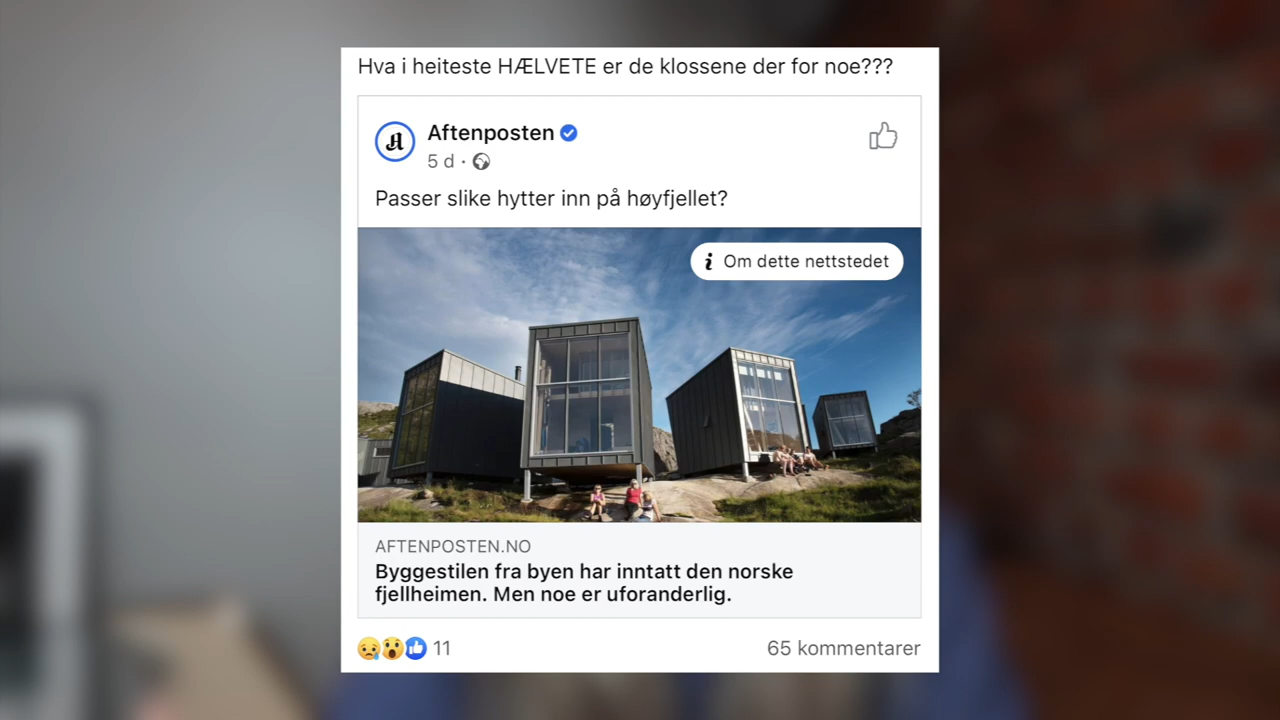 Hva i heiteste HÆLVETE er de klossene der for noe???
Aftenposten
5 d ·
Passer slike hytter inn på høyfjellet?
Om dette nettstedet
AFTENPOSTEN.NO
Byggestilen fra byen har inntatt den norske
fjellheimen. Men noe er uforanderlig.
11
65 kommentarer